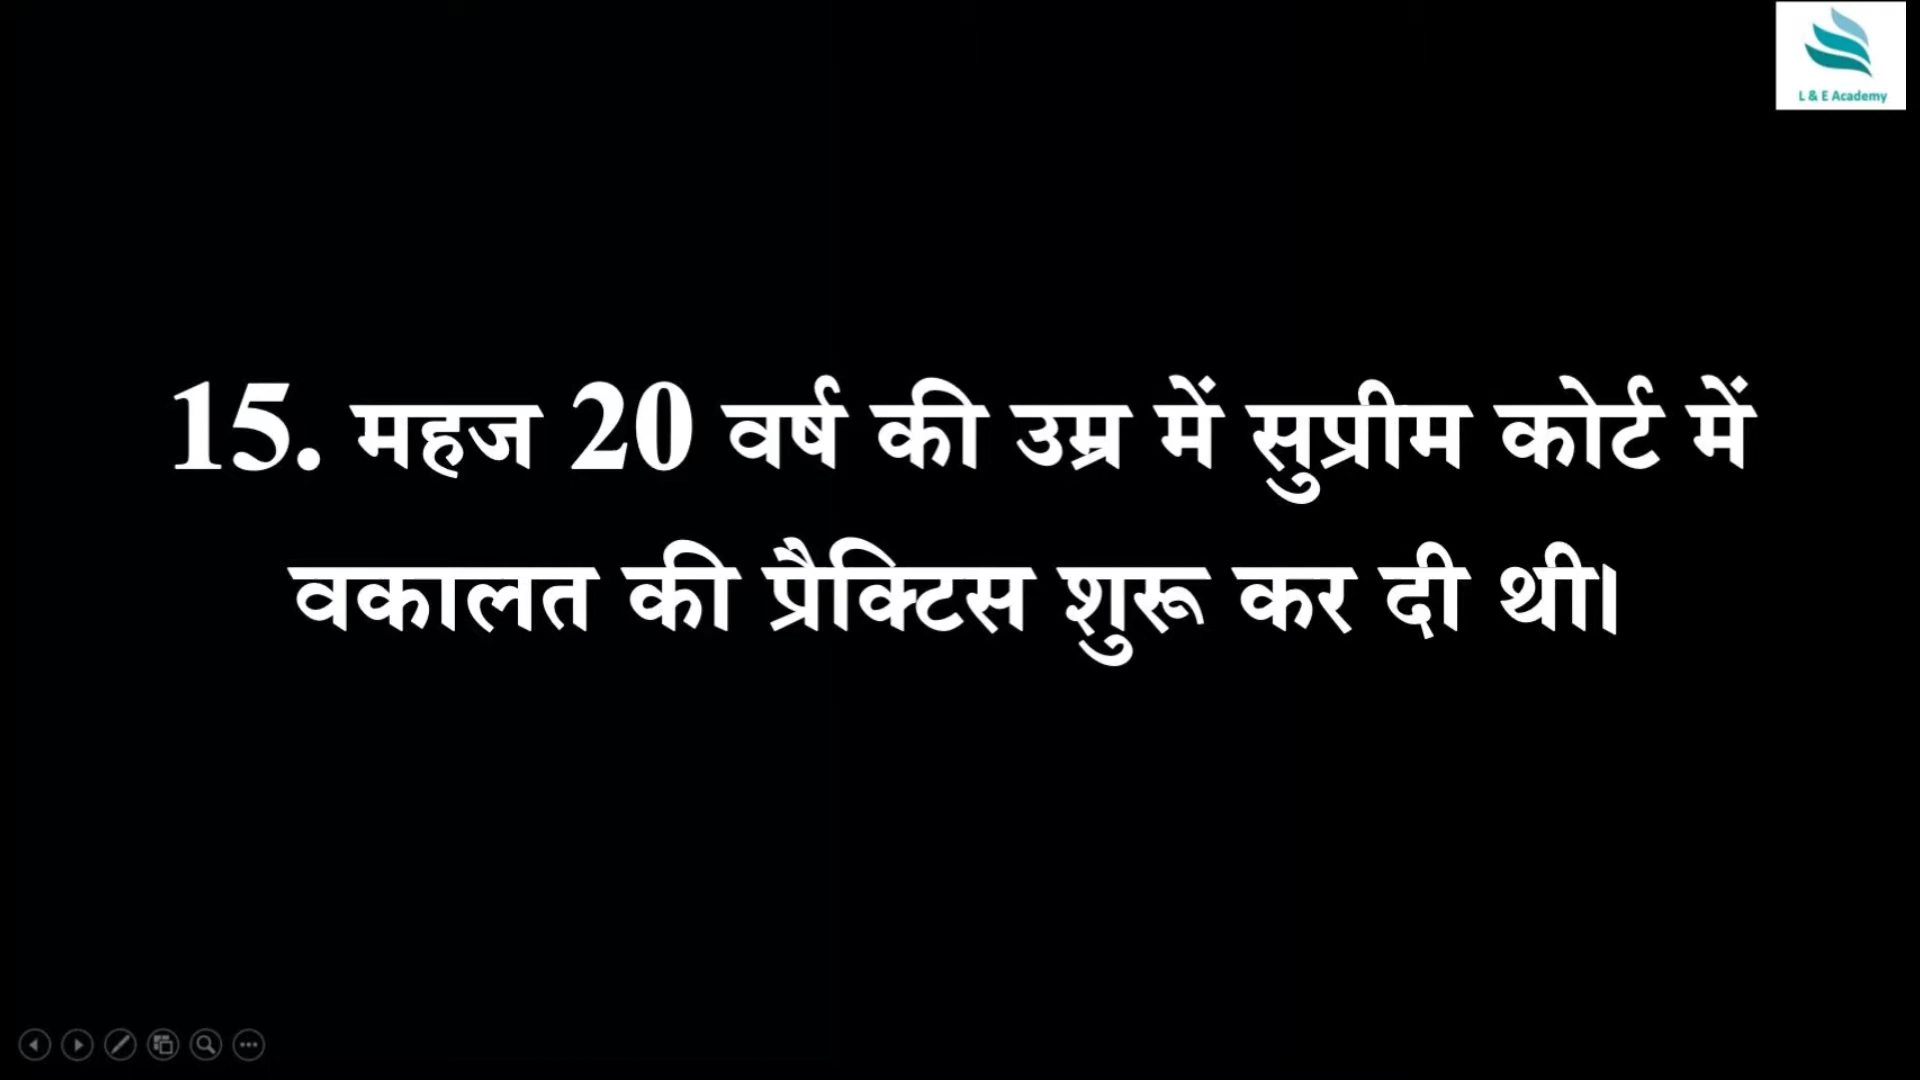 L & E Academy
15. महज 20 वर्ष की उम्र में सुप्रीम कोर्ट में
वकालत की प्रैक्टिस शुरू कर दी थी।